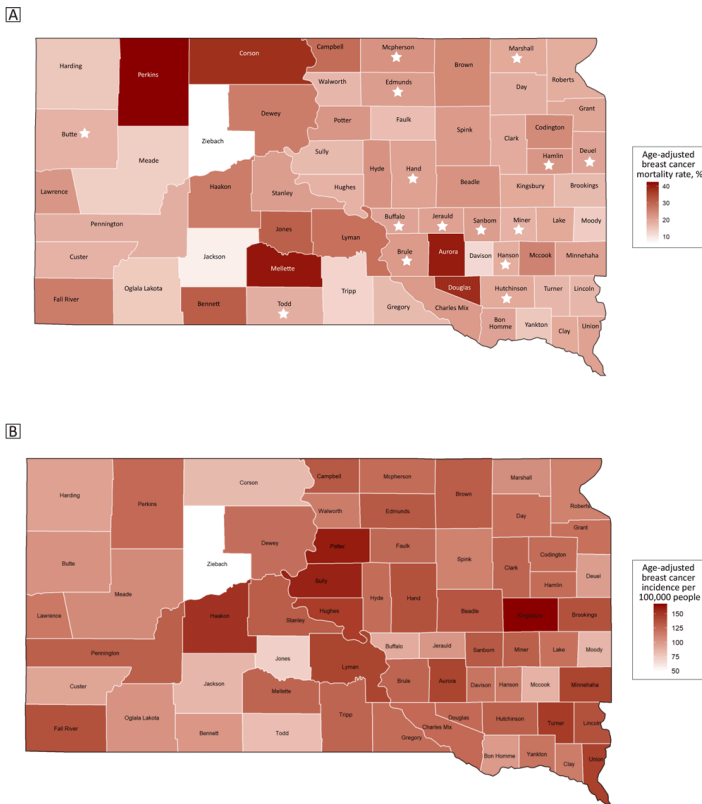 A
Harding
Perkins
Corson
Campbell
Mcpherson
Marshall
Walworth
Edmunds
Brown
Day
Roberts
Grant
Butte
Dewey
Potter
Faulk
Spink
Clark
Codington
Meade
Ziebach
Sully
Hyde
Hand
Hamlin
Deuel
Lawrence
Haakon
Stanley
Hughes
Beadle
Kingsbury
Brookings
Pennington
Jones
Lyman
Buffalo
Jerauld
Sanborn
Miner
Lake
Moody
Custer
Jackson
Mellette
Brule
Aurora
Davison
Hanson
Mccook
Minnehaha
Fall River
Oglala Lakota
Bennett
Todd
Tripp
Gregory
Douglas
Charles Mix
Hutchinson
Turner
Lincoln
Bon
Homme
Yankton
Clay
Union
Age-adjusted
breast cancer
mortality rate, %
40
30
20
10
B
Harding
Perkins
Corson
Campbell
Mcpherson
Marshall
Walworth
Edmunds
Brown
Day
Roberts
Grant
Butte
Dewey
Potter
Faulk
Spink
Clark
Codington
Ziebach
Meade
Sully
Hyde
Hand
Hamlin
Deuel
Lawrence
Haakon
Stanley
Hughes
Beadle
Brookings
Pennington
Jones
Lyman
Buffalo
Jerauld
Sanborn
Miner
Lake
Moody
Custer
Jackson
Mellette
Brule
Aurora
Davison
Hanson
Mccook
Minnehaha
Fall River
Oglala Lakota
Bennett
Todd
Tripp
Gregory
Charles Mix
Douglas
Hutchinson
Turner
Lincoln
Bon Homme
Yankton
Clay
Union
Age-adjusted
breast cancer
incidence per
100,000 people
150
125
100
75
50